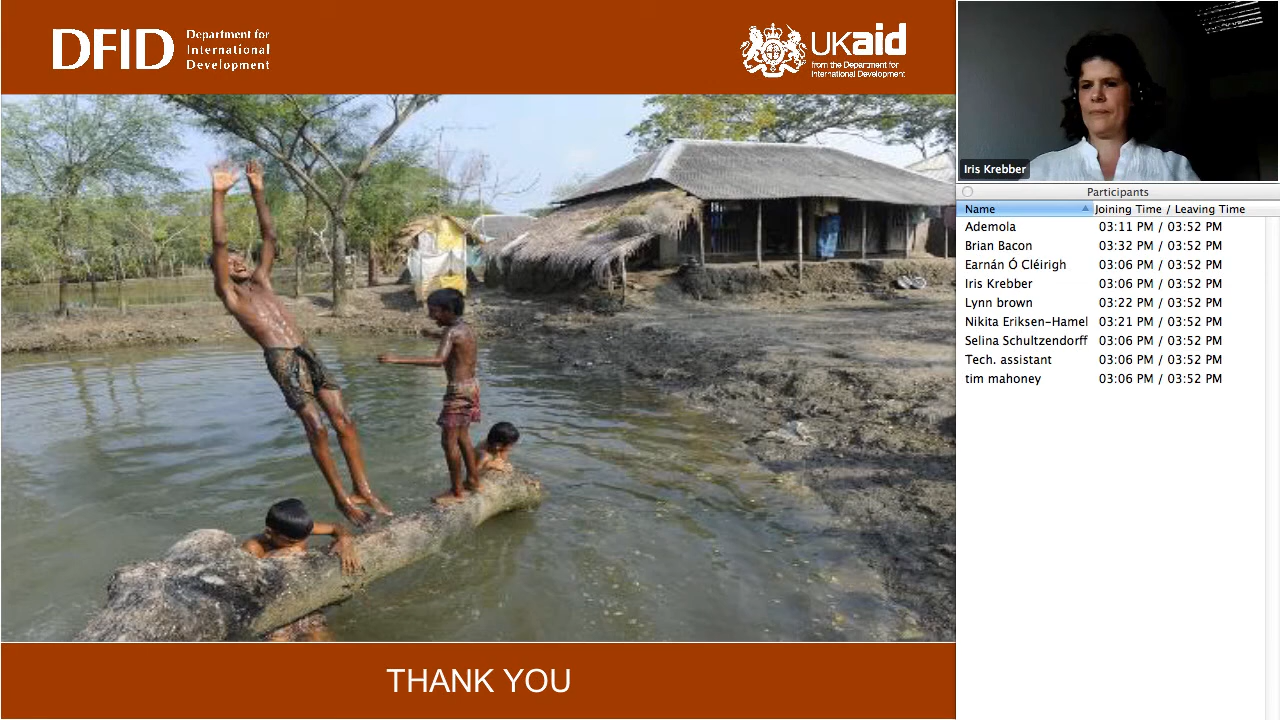 DFID
Department for
International
Development
UKaid
from the Department for
International Development
THANK YOU
Iris Krebber
Participants
Name Joining Time / Leaving Time
Ademola 03:11 PM / 03:52 PM
Brian Bacon 03:32 PM / 03:52 PM
Earnán Ó Cléirigh 03:06 PM / 03:52 PM
Iris Krebber 03:06 PM / 03:52 PM
Lynn brown 03:22 PM / 03:52 PM
Nikita Eriksen-Hamel 03:21 PM / 03:52 PM
Selina Schultzendorff 03:06 PM / 03:52 PM
Tech. assistant 03:06 PM / 03:52 PM
tim mahoney 03:06 PM / 03:52 PM